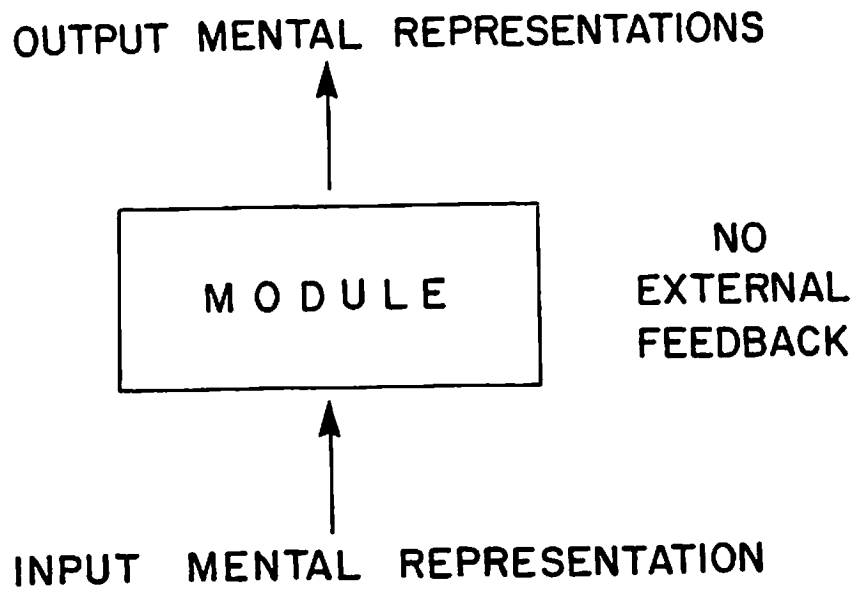 OUTPUT MENTAL REPRESENTATIONS
MODULE
NO
EXTERNAL
FEEDBACK
INPUT MENTAL REPRESENTATION